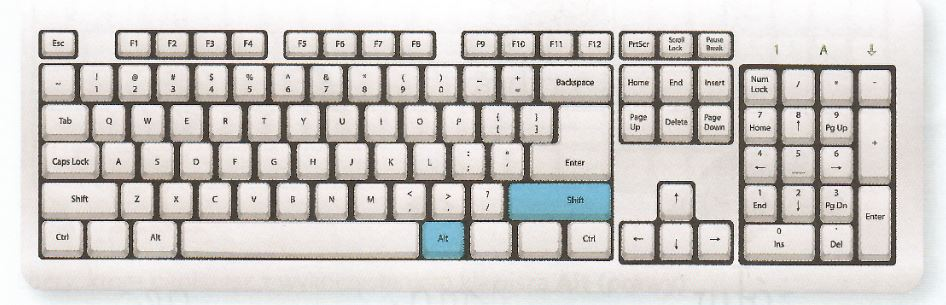 Esc F1 F2 F3 F4 F5 F6 F7 F8 F9 F10 F11 F12 PrtScr Scroll Lock Pause Break 1 A
~ ! 1 @ 2 # 3 $ 4 % 5 ^ 6 & 7 * 8 ( 9 ) 0 _ - + = Backspace Home End Insert Num Lock / * -
Tab Q W E R T Y U I O P { [ } ] Page Up Delete Page Down 7 Home 8 ↑ 9 Pg Up +
Caps Lock A S D F G H J K L : ; " ' Enter 4 ← 5 6 →
Shift Z X C V B N M < , > . ? / Shift ↑ 1 End 2 ↓ 3 Pg Dn Enter
Ctrl Alt Alt Ctrl ← ↓ → 0 Ins . Del